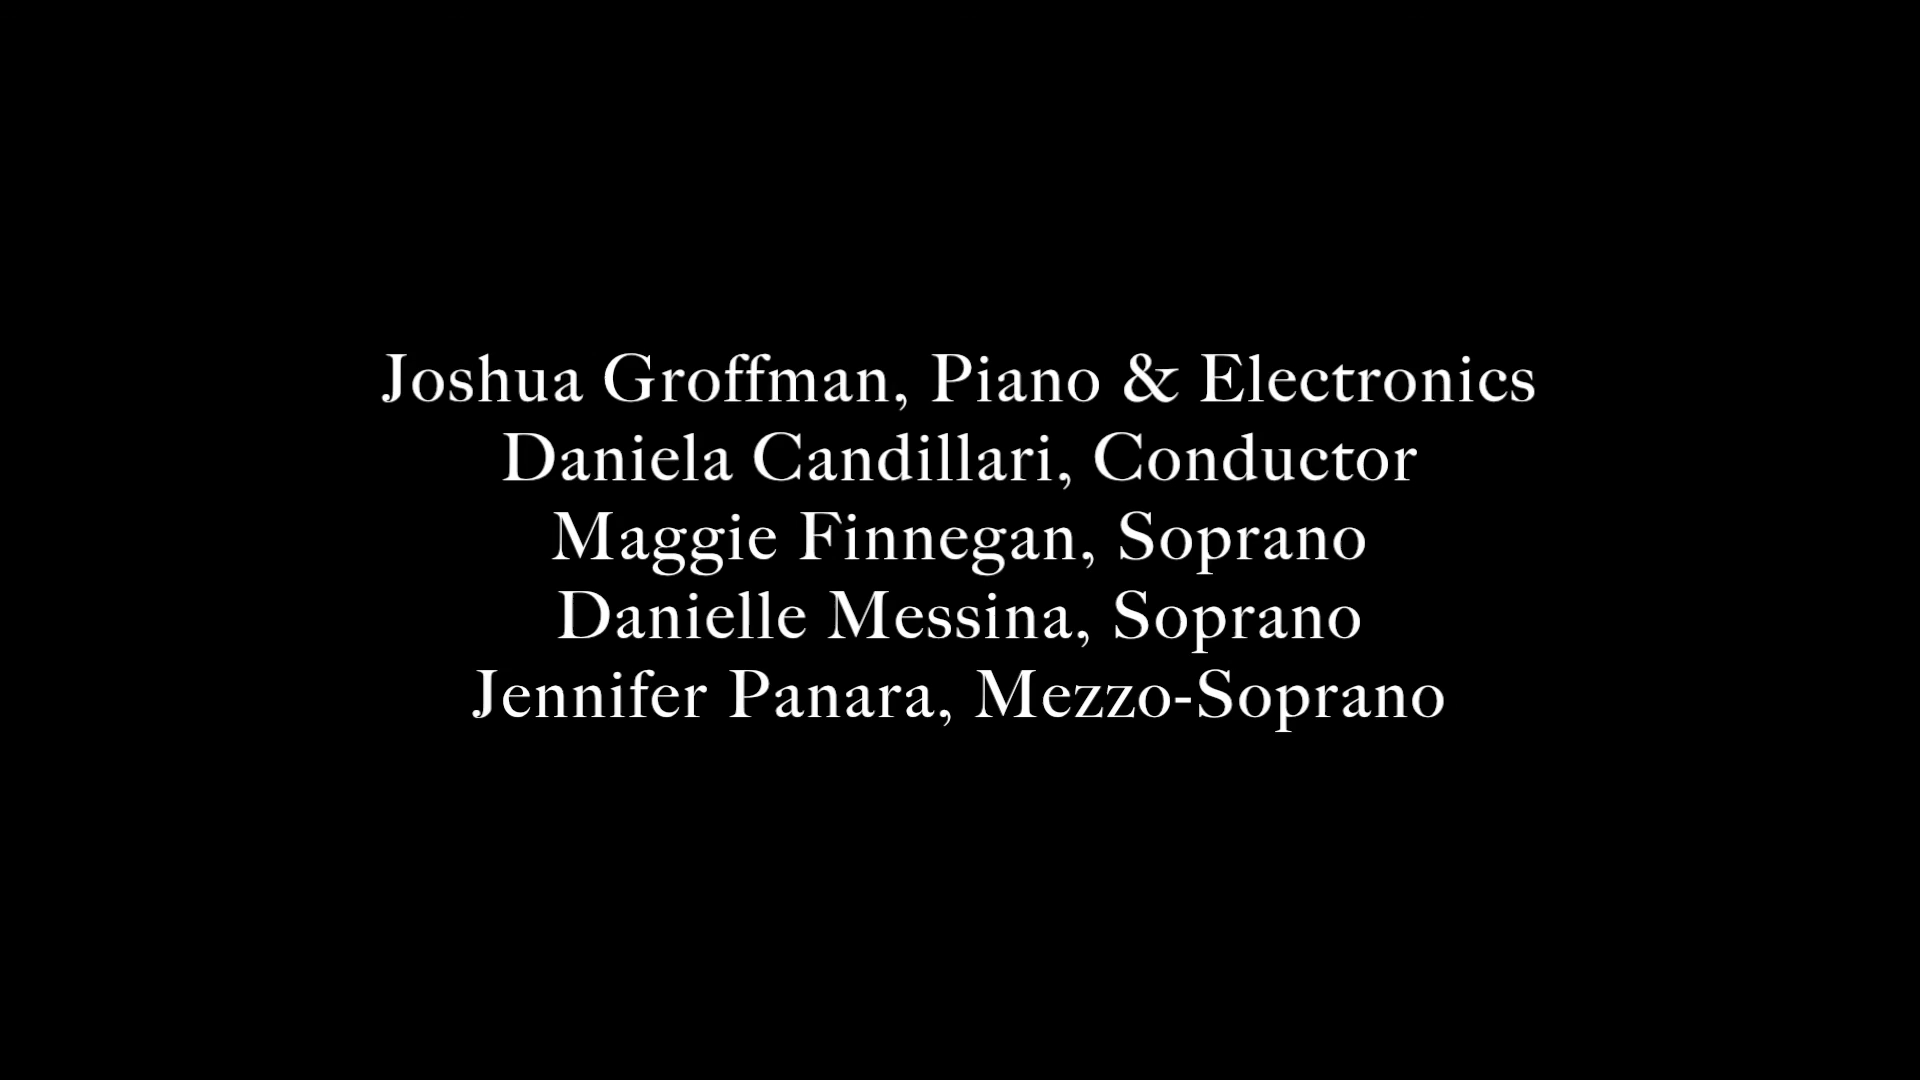 Joshua Groffman, Piano & Electronics
Daniela Candillari, Conductor
Maggie Finnegan, Soprano
Danielle Messina, Soprano
Jennifer Panara, Mezzo-Soprano